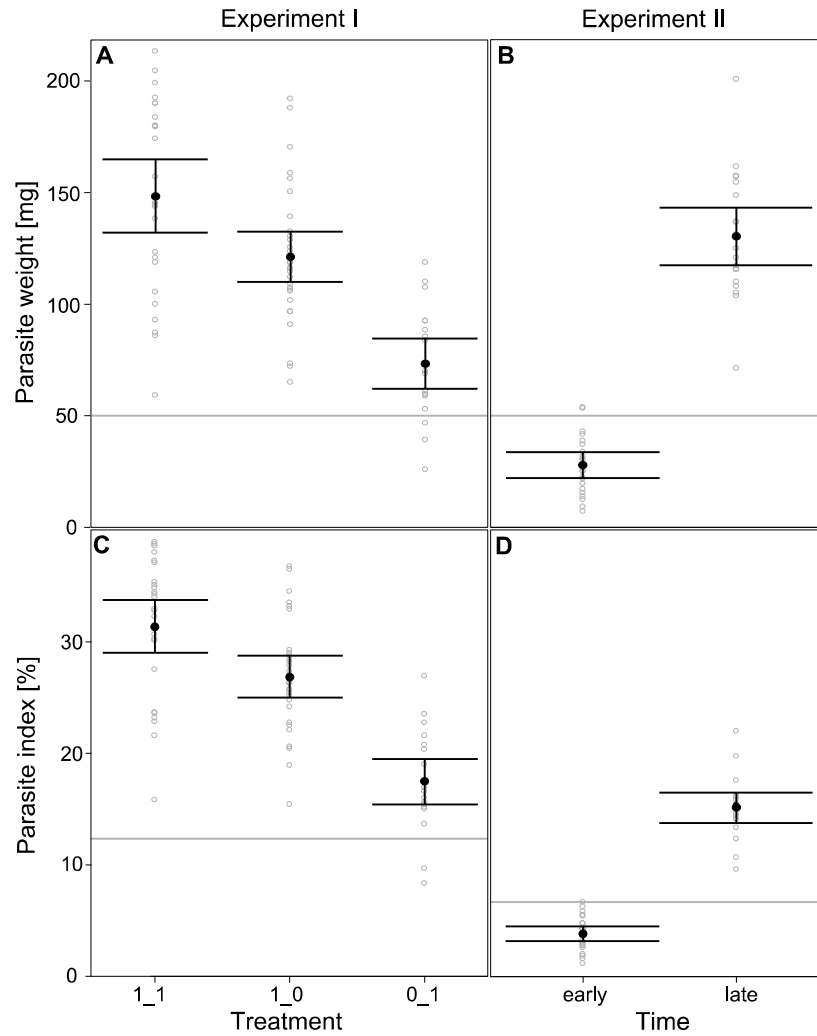 Experiment I
Experiment II
A
B
Parasite weight [mg]
200
150
100
50
0
C
D
Parasite index [%]
30
20
10
0
1_1
1_0
0_1
early
late
Treatment
Time